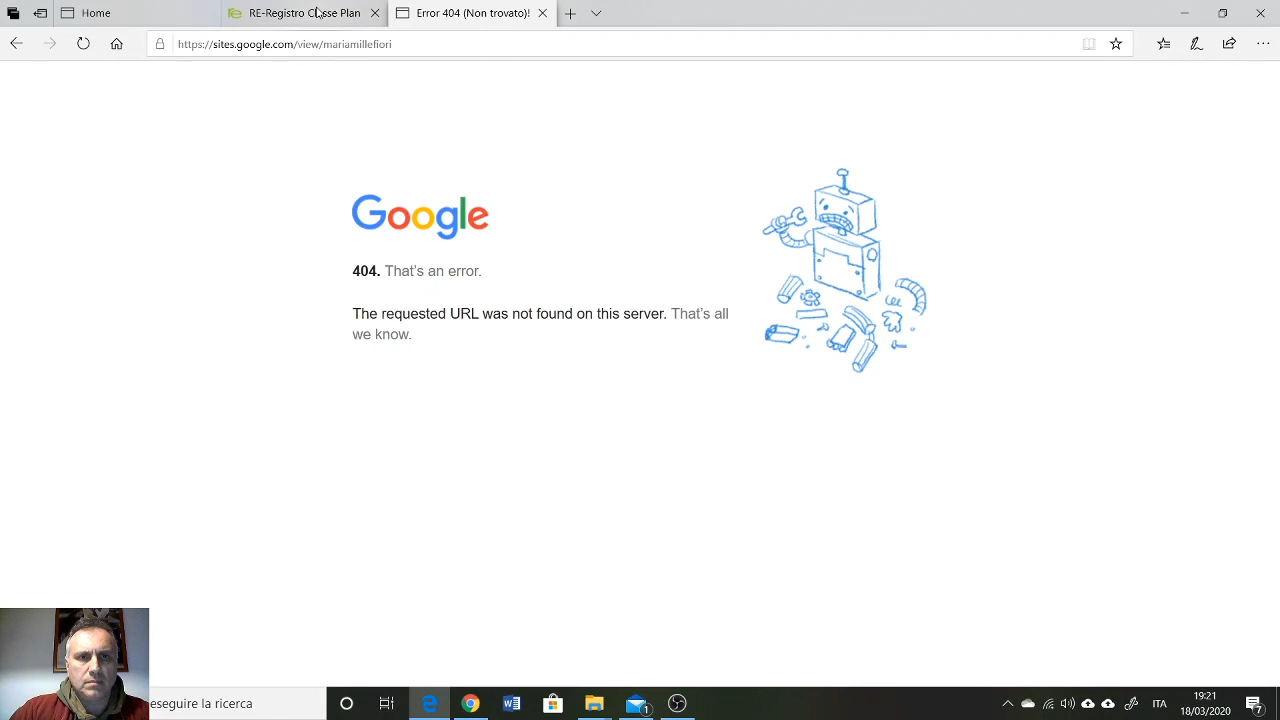 Home
RE-Registro Classe Plan
Error 404 (Non trovato)!
https://sites.google.com/view/mariamillefiori
Google
404. That's an error.
The requested URL was not found on this server. That's all
we know.
eseguire la ricerca
1
ITA
19:21
18/03/2020
7